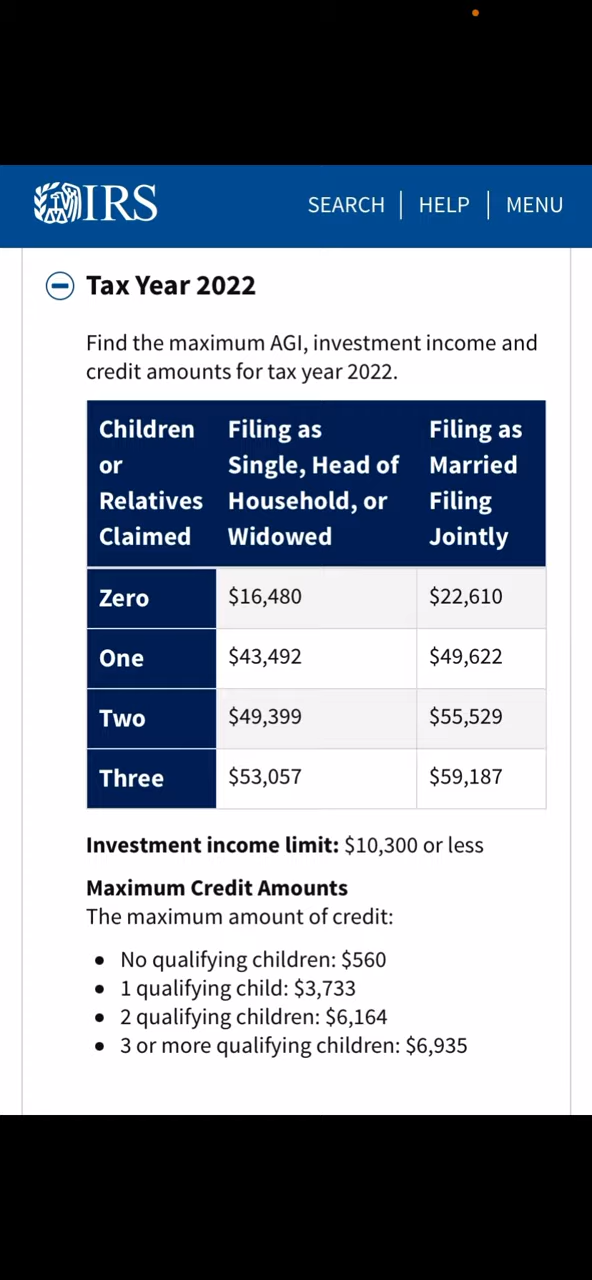 IRS
SEARCH | HELP | MENU
Tax Year 2022
Find the maximum AGI, investment income and
credit amounts for tax year 2022.
Children or Relatives Claimed
Filing as Single, Head of Household, or Widowed
Filing as Married Filing Jointly
Zero $16,480 $22,610
One $43,492 $49,622
Two $49,399 $55,529
Three $53,057 $59,187
Investment income limit: $10,300 or less
Maximum Credit Amounts
The maximum amount of credit:
• No qualifying children: $560
• 1 qualifying child: $3,733
• 2 qualifying children: $6,164
• 3 or more qualifying children: $6,935